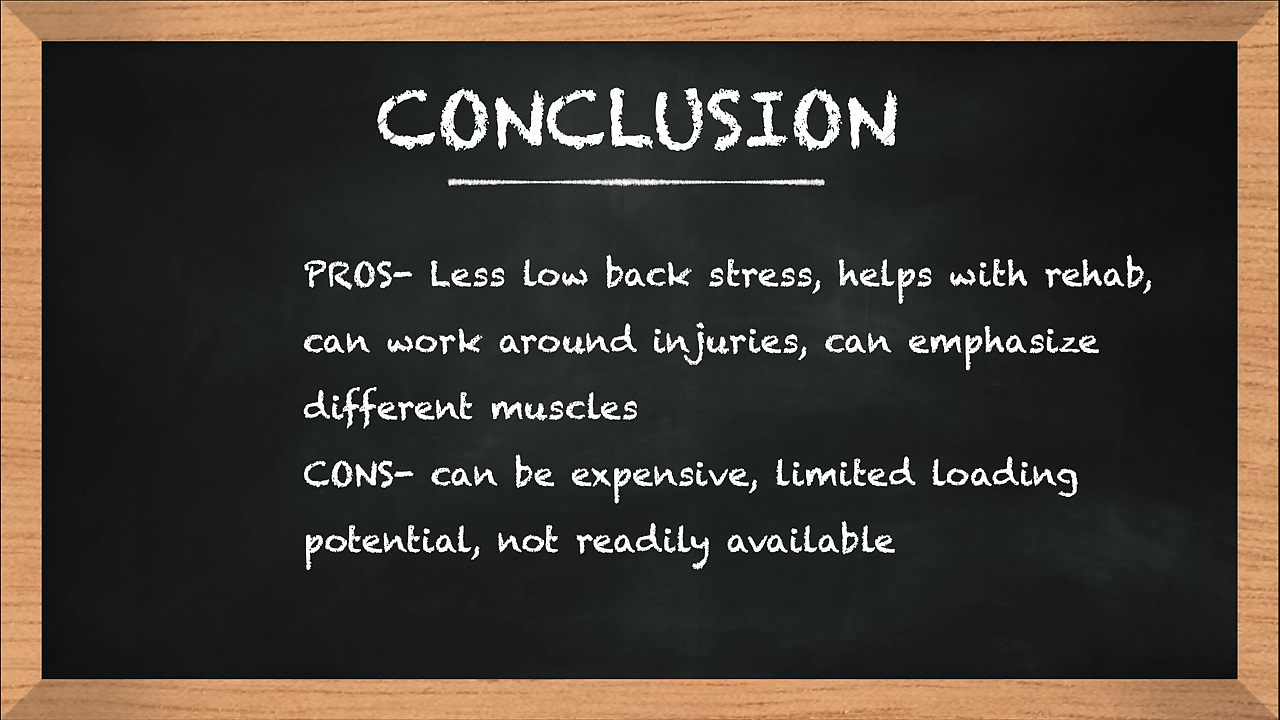 CONCLUSION
PROS- Less low back stress, helps with rehab,
can work around injuries, can emphasize
different muscles
CONS- can be expensive, limited loading
potential, not readily available